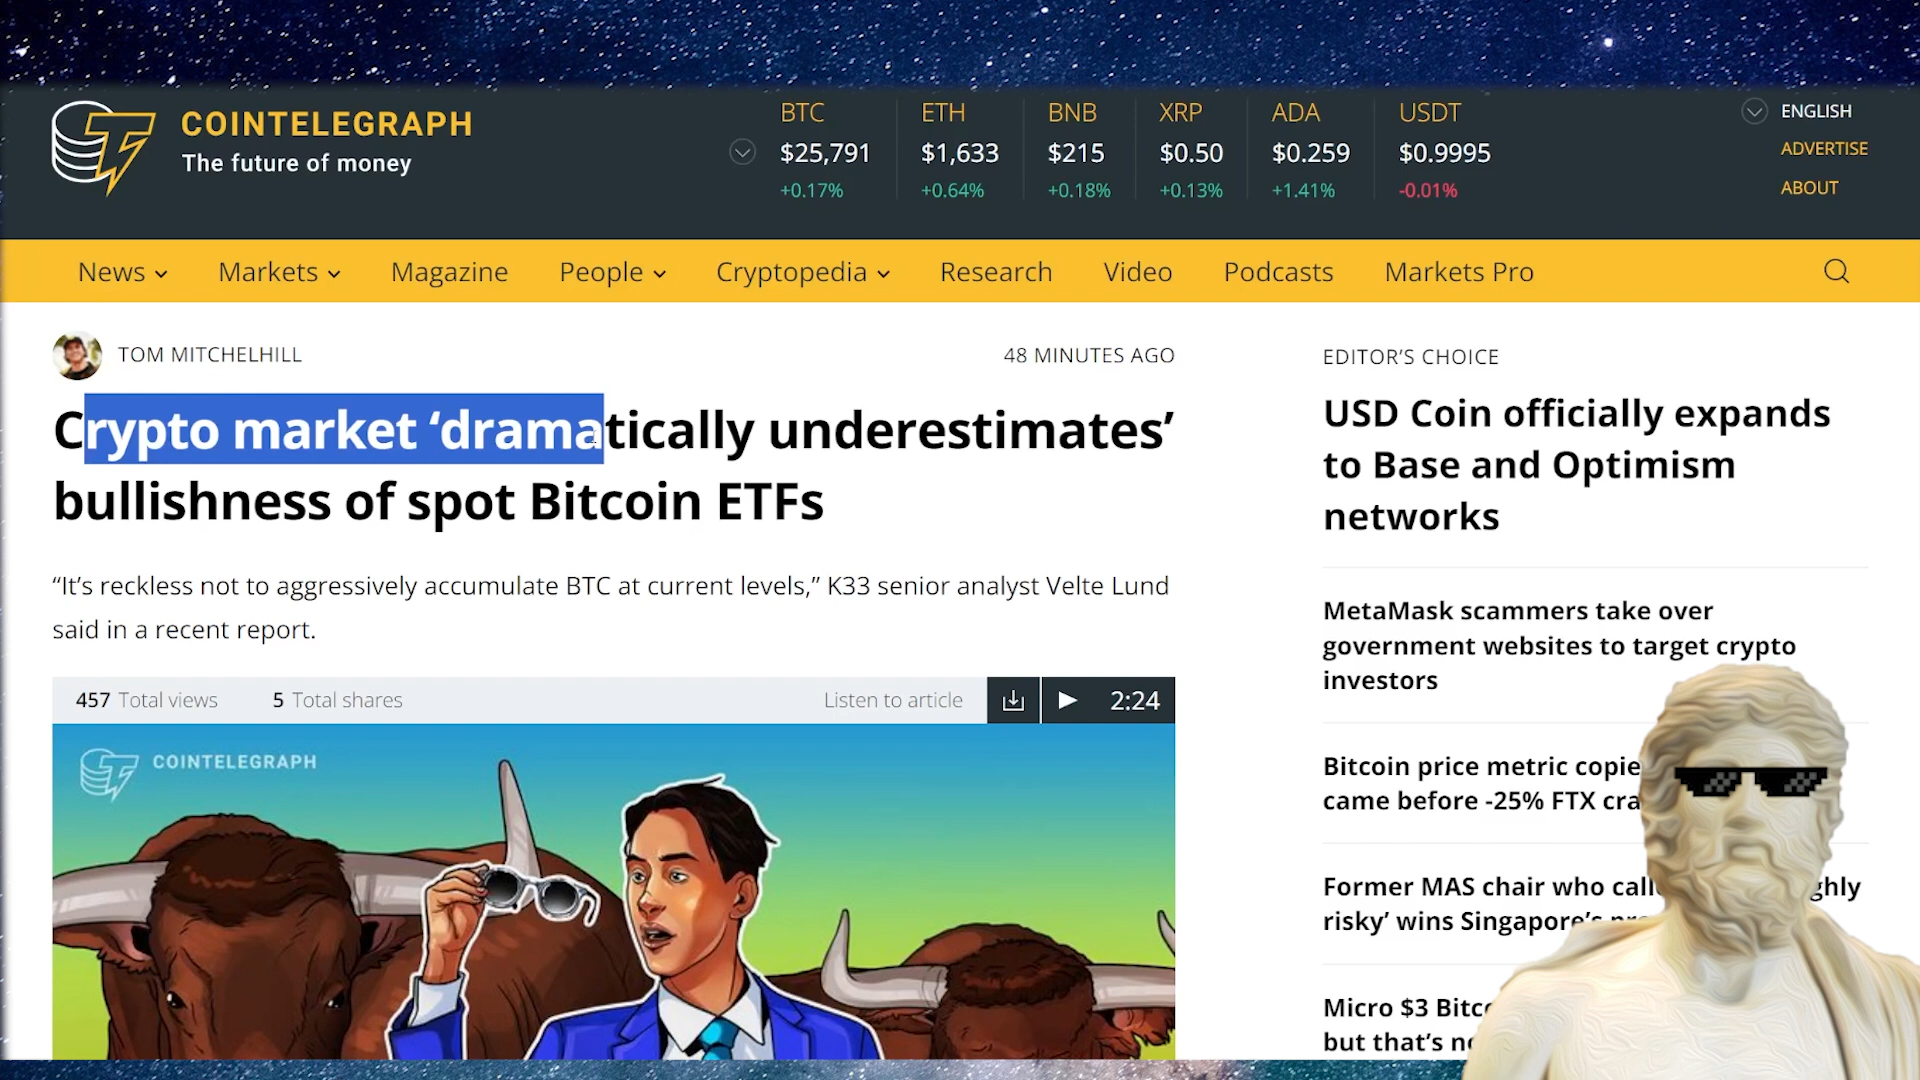 COINTELEGRAPH
The future of money
BTC
$25,791
+0.17%
ETH
$1,633
+0.64%
BNB
$215
+0.18%
XRP
$0.50
+0.13%
ADA
$0.259
+1.41%
USDT
$0.9995
-0.01%
ENGLISH
ADVERTISE
ABOUT
News
Markets
Magazine
People
Cryptopedia
Research
Video
Podcasts
Markets Pro
TOM MITCHELHILL
48 MINUTES AGO
Crypto market ‘dramatically underestimates’
bullishness of spot Bitcoin ETFs
“It’s reckless not to aggressively accumulate BTC at current levels,” K33 senior analyst Velte Lund
said in a recent report.
457 Total views
5 Total shares
Listen to article
2:24
COINTELEGRAPH
EDITOR’S CHOICE
USD Coin officially expands
to Base and Optimism
networks
MetaMask scammers take over
government websites to target crypto
investors
Bitcoin price metric
came before -25% FTX
Former MAS chair who
risky’ wins Singapore’s
Micro $3
but that’s